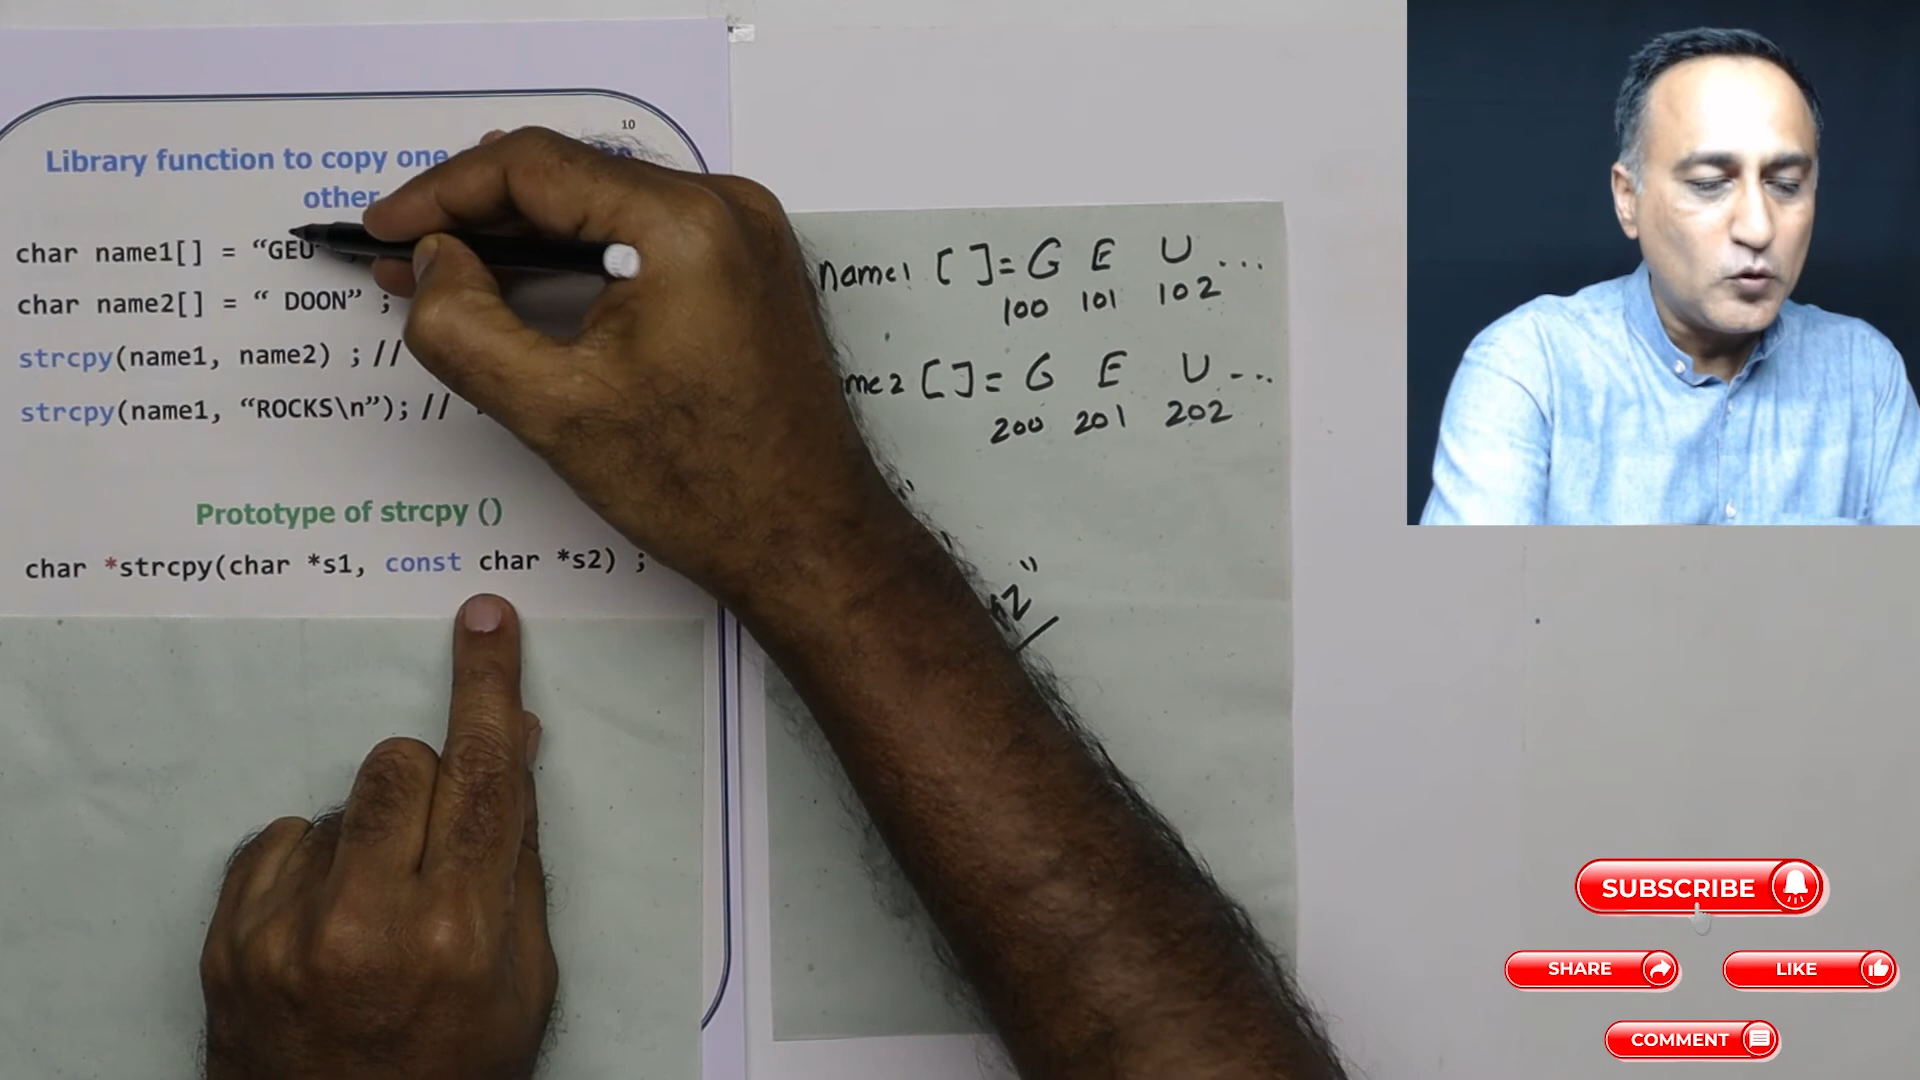 10
Library function to copy one
other
char name1[] = “GEU
char name2[] = “ DOON” ;
strcpy(name1, name2) ; //
strcpy(name1, “ROCKS\n”); //
Prototype of strcpy ()
char *strcpy(char *s1, const char *s2) ;
name1 [ ]= G E U ...
100 101 102
me2 [ ]= G E U ...
200 201 202
SUBSCRIBE
SHARE
LIKE
COMMENT